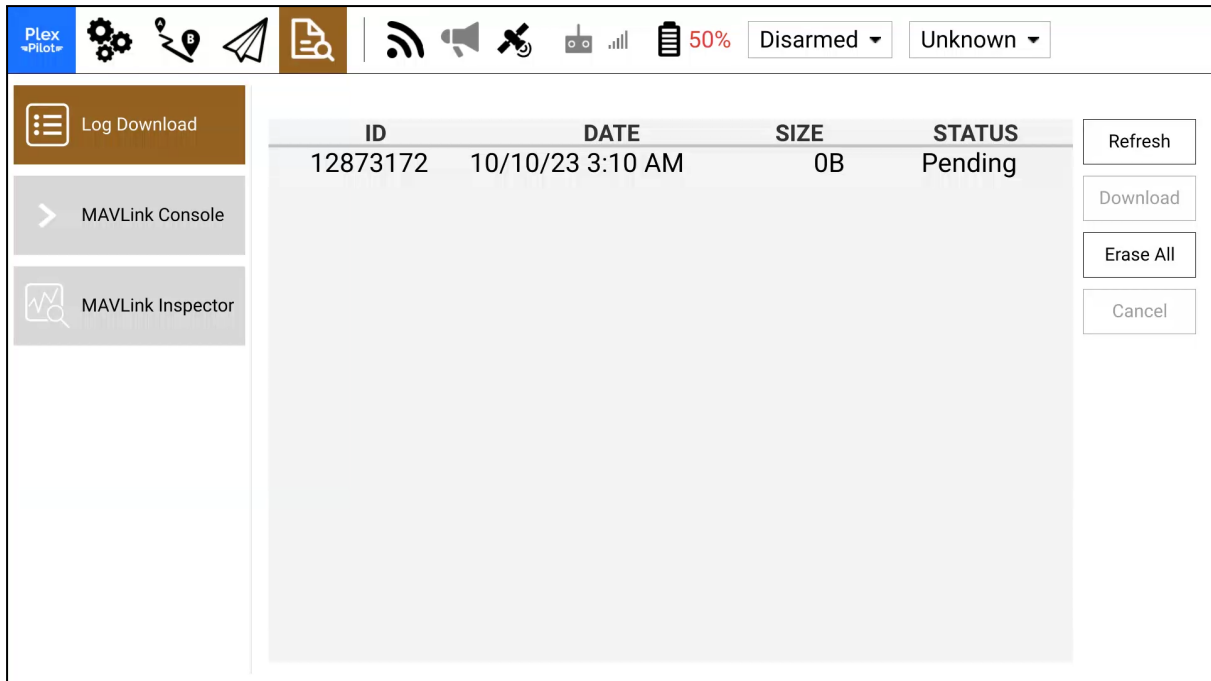 Plex
Pilot
A
B
50%
Disarmed
Unknown
Log Download
MAVLink Console
MAVLink Inspector
ID DATE SIZE STATUS
12873172 10/10/23 3:10 AM 0B Pending
Refresh
Download
Erase All
Cancel